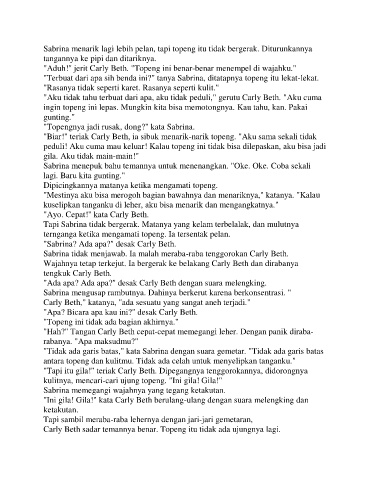 Sabrina menarik lagi lebih pelan, tapi topeng itu tidak bergerak. Diturunkannya
tangannya ke pipi dan ditariknya.
"Aduh!" jerit Carly Beth. "Topeng ini benar-benar menempel di wajahku."
"Terbuat dari apa sih benda ini?" tanya Sabrina, ditatapnya topeng itu lekat-lekat.
"Rasanya tidak seperti karet. Rasanya seperti kulit."
"Aku tidak tahu terbuat dari apa, aku tidak peduli," gerutu Carly Beth. "Aku cuma
ingin topeng ini lepas. Mungkin kita bisa memotongnya. Kau tahu, kan. Pakai
gunting."
"Topengnya jadi rusak, dong?" kata Sabrina.
"Biar!" teriak Carly Beth, ia sibuk menarik-narik topeng. "Aku sama sekali tidak
peduli! Aku cuma mau keluar! Kalau topeng ini tidak bisa dilepaskan, aku bisa jadi
gila. Aku tidak main-main!"
Sabrina menepuk bahu temannya untuk menenangkan. "Oke. Oke. Coba sekali
lagi. Baru kita gunting."
Dipicingkannya matanya ketika mengamati topeng.
"Mestinya aku bisa merogoh bagian bawahnya dan menariknya," katanya. "Kalau
kuselipkan tanganku di leher, aku bisa menarik dan mengangkatnya."
"Ayo. Cepat!" kata Carly Beth.
Tapi Sabrina tidak bergerak. Matanya yang kelam terbelalak, dan mulutnya
ternganga ketika mengamati topeng. Ia tersentak pelan.
"Sabrina? Ada apa?" desak Carly Beth.
Sabrina tidak menjawab. Ia malah meraba-raba tenggorokan Carly Beth.
Wajahnya tetap terkejut. Ia bergerak ke belakang Carly Beth dan dirabanya
tengkuk Carly Beth.
"Ada apa? Ada apa?" desak Carly Beth dengan suara melengking.
Sabrina mengusap rambutnya. Dahinya berkerut karena berkonsentrasi. "
Carly Beth," katanya, "ada sesuatu yang sangat aneh terjadi."
"Apa? Bicara apa kau ini?" desak Carly Beth.
"Topeng ini tidak ada bagian akhirnya."
"Hah?" Tangan Carly Beth cepat-cepat memegangi leher. Dengan panik diraba-
rabanya. "Apa maksudmu?"
"Tidak ada garis batas," kata Sabrina dengan suara gemetar. "Tidak ada garis batas
antara topeng dan kulitmu. Tidak ada celah untuk menyelipkan tanganku."
"Tapi itu gila!" teriak Carly Beth. Dipegangnya tenggorokannya, didorongnya
kulitnya, mencari-cari ujung topeng. "Ini gila! Gila!"
Sabrina memegangi wajahnya yang tegang ketakutan.
"Ini gila! Gila!" kata Carly Beth berulang-ulang dengan suara melengking dan
ketakutan.
Tapi sambil meraba-raba lehernya dengan jari-jari gemetaran,
Carly Beth sadar temannya benar. Topeng itu tidak ada ujungnya lagi.